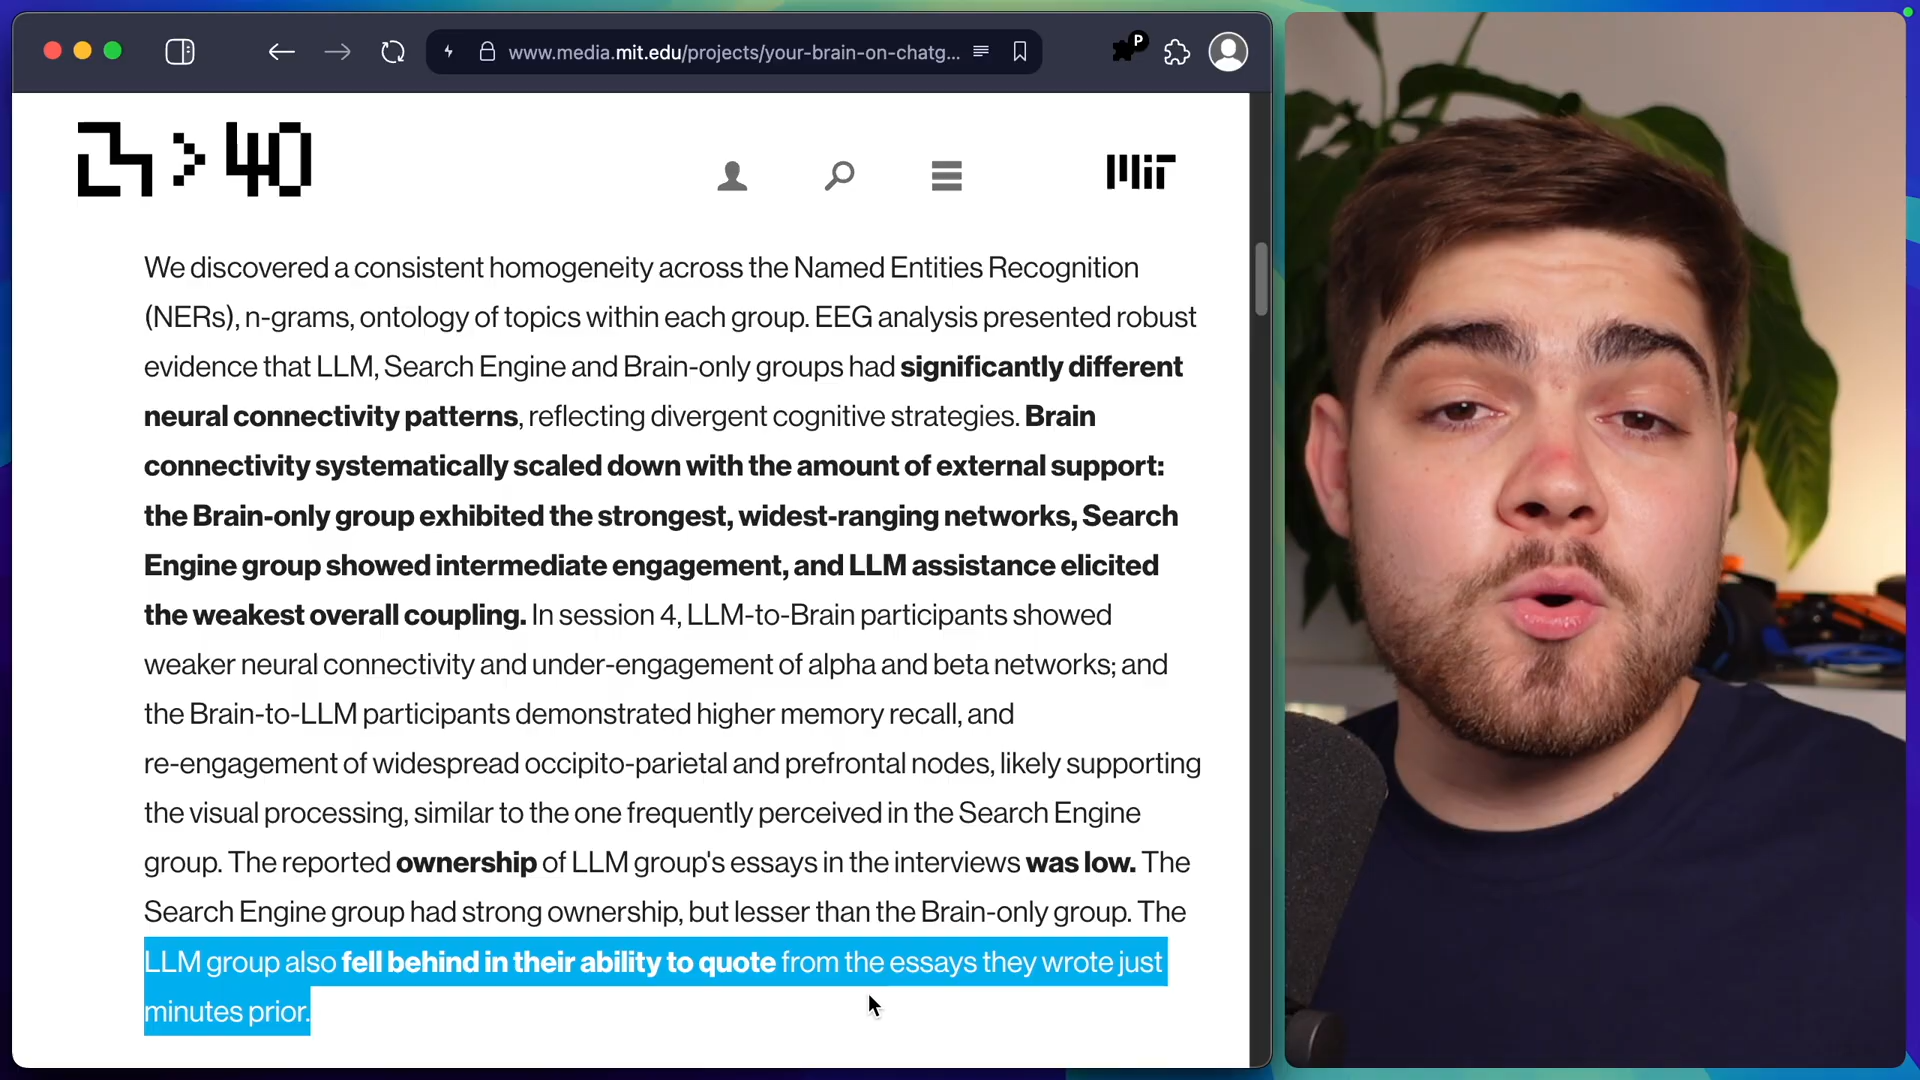 www.media.mit.edu/projects/your-brain-on-chatg...
P
40
MIT
We discovered a consistent homogeneity across the Named Entities Recognition
(NERs), n-grams, ontology of topics within each group. EEG analysis presented robust
evidence that LLM, Search Engine and Brain-only groups had significantly different
neural connectivity patterns, reflecting divergent cognitive strategies. Brain
connectivity systematically scaled down with the amount of external support:
the Brain-only group exhibited the strongest, widest-ranging networks, Search
Engine group showed intermediate engagement, and LLM assistance elicited
the weakest overall coupling. In session 4, LLM-to-Brain participants showed
weaker neural connectivity and under-engagement of alpha and beta networks; and
the Brain-to-LLM participants demonstrated higher memory recall, and
re-engagement of widespread occipito-parietal and prefrontal nodes, likely supporting
the visual processing, similar to the one frequently perceived in the Search Engine
group. The reported ownership of LLM group's essays in the interviews was low. The
Search Engine group had strong ownership, but lesser than the Brain-only group. The
LLM group also fell behind in their ability to quote from the essays they wrote just
minutes prior.